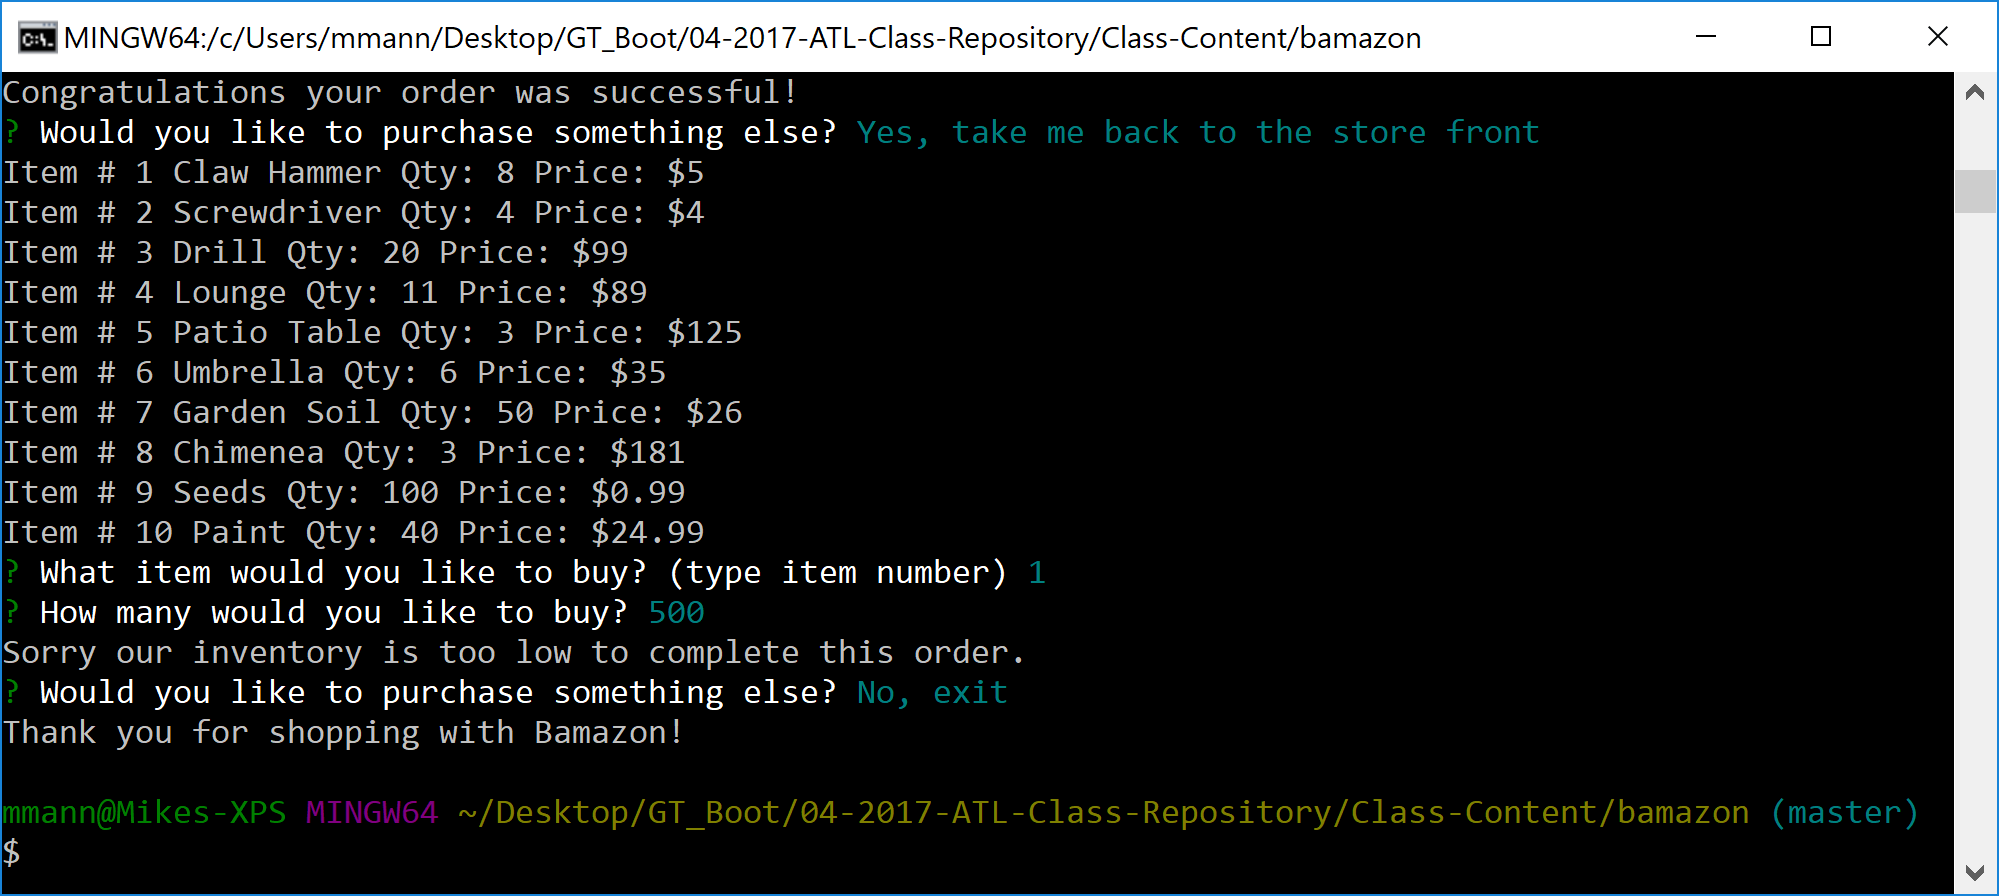 MINGW64:/c/Users/mmann/Desktop/GT_Boot/04-2017-ATL-Class-Repository/Class-Content/bamazon
Congratulations your order was successful!
? Would you like to purchase something else? Yes, take me back to the store front
Item # 1 Claw Hammer Qty: 8 Price: $5
Item # 2 Screwdriver Qty: 4 Price: $4
Item # 3 Drill Qty: 20 Price: $99
Item # 4 Lounge Qty: 11 Price: $89
Item # 5 Patio Table Qty: 3 Price: $125
Item # 6 Umbrella Qty: 6 Price: $35
Item # 7 Garden Soil Qty: 50 Price: $26
Item # 8 Chimenea Qty: 3 Price: $181
Item # 9 Seeds Qty: 100 Price: $0.99
Item # 10 Paint Qty: 40 Price: $24.99
? What item would you like to buy? (type item number) 1
? How many would you like to buy? 500
Sorry our inventory is too low to complete this order.
? Would you like to purchase something else? No, exit
Thank you for shopping with Bamazon!
mmann@Mikes-XPS MINGW64 ~/Desktop/GT_Boot/04-2017-ATL-Class-Repository/Class-Content/bamazon (master)
$